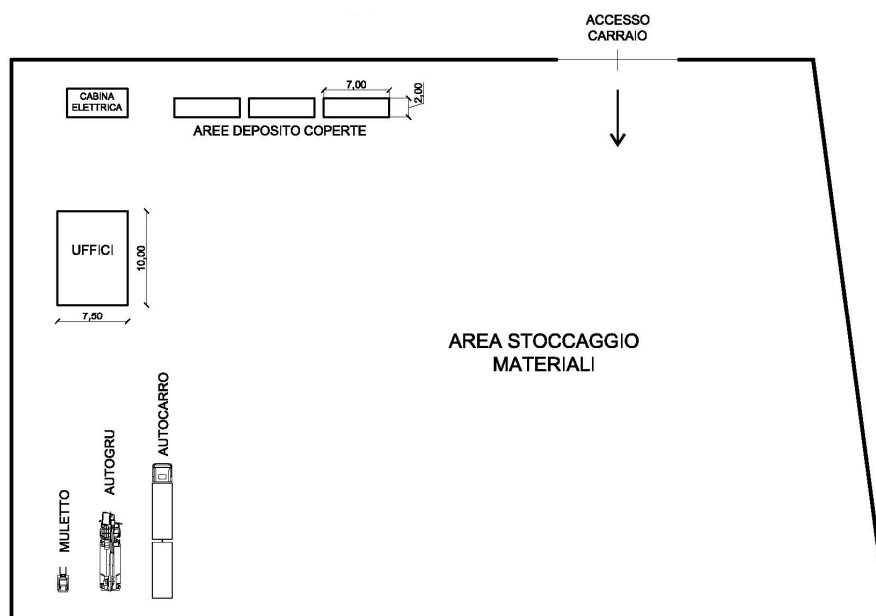 ACCESSO
CARRAIO
CABINA
ELETTRICA
7,00
2,00
AREE DEPOSITO COPERTE
UFFICI
10,00
7,50
AREA STOCCAGGIO
MATERIALI
MULETTO
AUTOGRU
AUTOCARRO